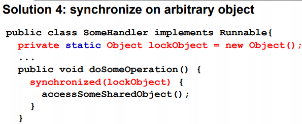 Solution 4: synchronize on arbitrary object
public class SomeHandler implements Runnable{
private static Object lockObject = new Object();
...
public void doSomeOperation() {
synchronized(lockObject) {
accessSomeSharedObject();
}
}